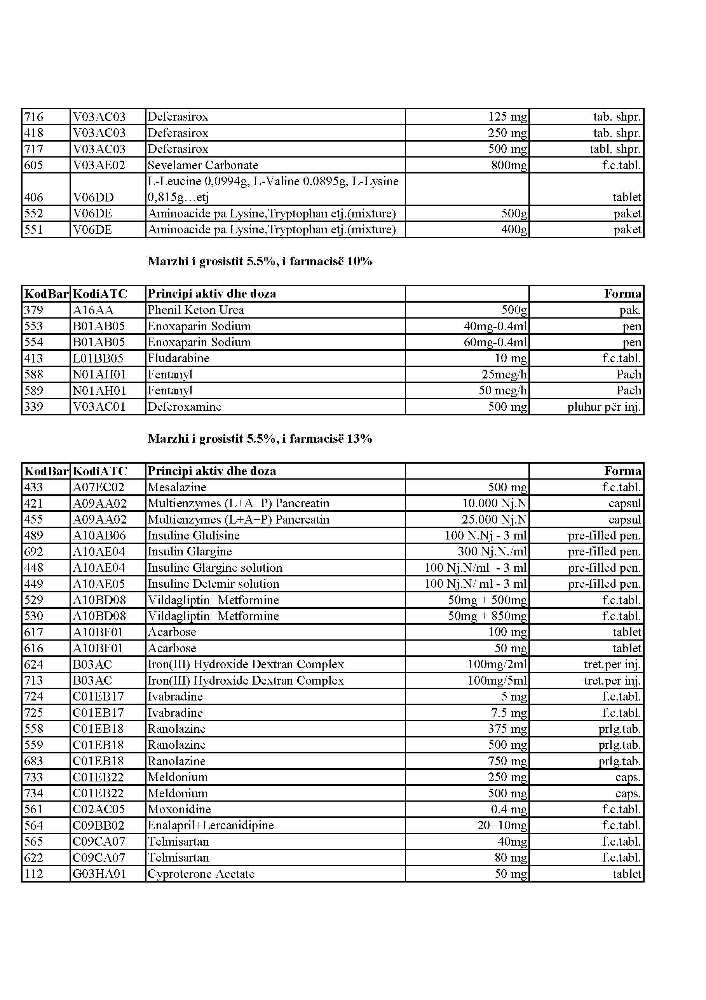 716 V03AC03 Deferasirox 125 mg tab. shpr.
418 V03AC03 Deferasirox 250 mg tab. shpr.
717 V03AC03 Deferasirox 500 mg tabl. shpr.
605 V03AE02 Sevelamer Carbonate 800mg f.c.tabl.
L-Leucine 0,0994g, L-Valine 0,0895g, L-Lysine
406 V06DD 0,815g…etj tablet
552 V06DE Aminoacide pa Lysine,Tryptophan etj.(mixture) 500g paket
551 V06DE Aminoacide pa Lysine,Tryptophan etj.(mixture) 400g paket
Marzhi i grosistit 5.5%, i farmacisë 10%
KodBar KodiATC Principi aktiv dhe doza Forma
379 A16AA Phenil Keton Urea 500g pak.
553 B01AB05 Enoxaparin Sodium 40mg-0.4ml pen
554 B01AB05 Enoxaparin Sodium 60mg-0.4ml pen
413 L01BB05 Fludarabine 10 mg f.c.tabl.
588 N01AH01 Fentanyl 25mcg/h Pach
589 N01AH01 Fentanyl 50 mcg/h Pach
339 V03AC01 Deferoxamine 500 mg pluhur për inj.
Marzhi i grosistit 5.5%, i farmacisë 13%
KodBar KodiATC Principi aktiv dhe doza Forma
433 A07EC02 Mesalazine 500 mg f.c.tabl.
421 A09AA02 Multienzymes (L+A+P) Pancreatin 10.000 Nj.N capsul
455 A09AA02 Multienzymes (L+A+P) Pancreatin 25.000 Nj.N capsul
489 A10AB06 Insuline Glulisine 100 N.Nj - 3 ml pre-filled pen.
692 A10AE04 Insulin Glargine 300 Nj.N./ml pre-filled pen.
448 A10AE04 Insuline Glargine solution 100 Nj.N/ml - 3 ml pre-filled pen.
449 A10AE05 Insuline Detemir solution 100 Nj.N/ ml - 3 ml pre-filled pen.
529 A10BD08 Vildagliptin+Metformine 50mg + 500mg f.c.tabl.
530 A10BD08 Vildagliptin+Metformine 50mg + 850mg f.c.tabl.
617 A10BF01 Acarbose 100 mg tablet
616 A10BF01 Acarbose 50 mg tablet
624 B03AC Iron(III) Hydroxide Dextran Complex 100mg/2ml tret.per inj.
713 B03AC Iron(III) Hydroxide Dextran Complex 100mg/5ml tret.per inj.
724 C01EB17 Ivabradine 5 mg f.c.tabl.
725 C01EB17 Ivabradine 7.5 mg f.c.tabl.
558 C01EB18 Ranolazine 375 mg prlg.tab.
559 C01EB18 Ranolazine 500 mg prlg.tab.
683 C01EB18 Ranolazine 750 mg prlg.tab.
733 C01EB22 Meldonium 250 mg caps.
734 C01EB22 Meldonium 500 mg caps.
561 C02AC05 Moxonidine 0.4 mg f.c.tabl.
564 C09BB02 Enalapril+Lercanidipine 20+10mg f.c.tabl.
565 C09CA07 Telmisartan 40mg f.c.tabl.
622 C09CA07 Telmisartan 80 mg f.c.tabl.
112 G03HA01 Cyproterone Acetate 50 mg tablet